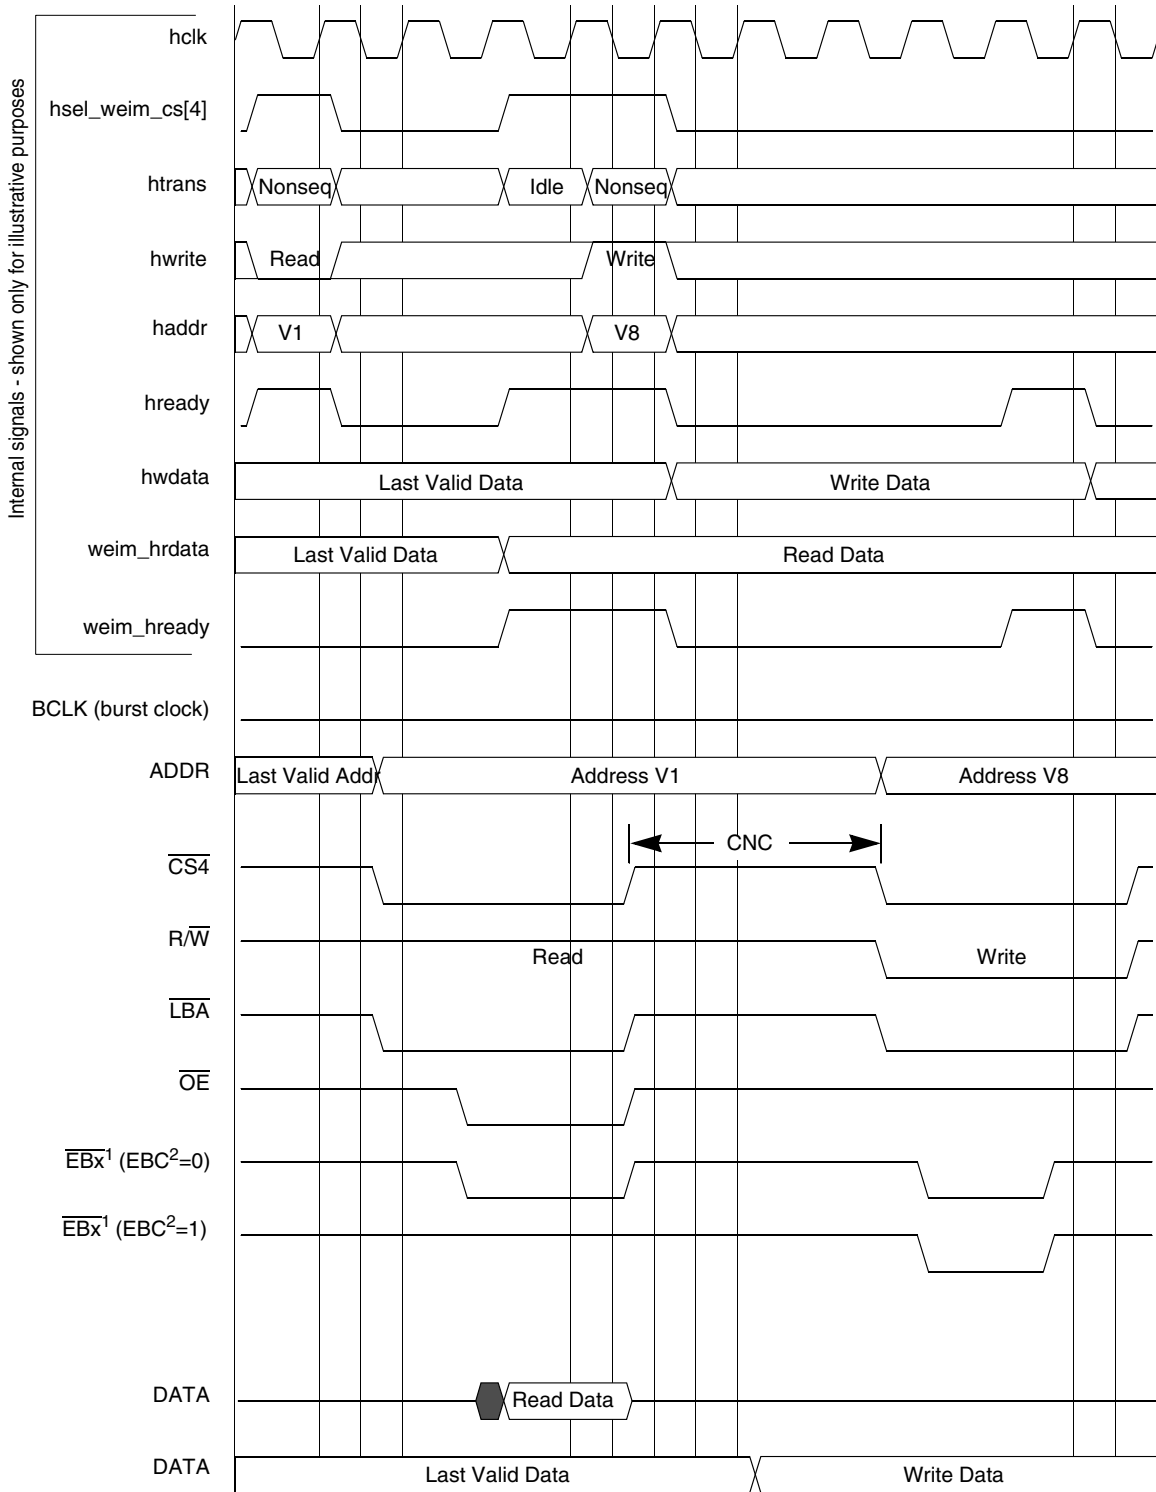 Internal signals - shown only for illustrative purposes
hclk
hsel_weim_cs[4]
htrans Nonseq Idle Nonseq
hwrite Read Write
haddr V1 V8
hready
hwdata Last Valid Data Write Data
weim_hrdata Last Valid Data Read Data
weim_hready
BCLK (burst clock)
ADDR Last Valid Addr Address V1 Address V8
CNC
CS4
R/W Read Write
LBA
OE
EBx1 (EBC2=0)
EBx1 (EBC2=1)
DATA Read Data
DATA Last Valid Data Write Data